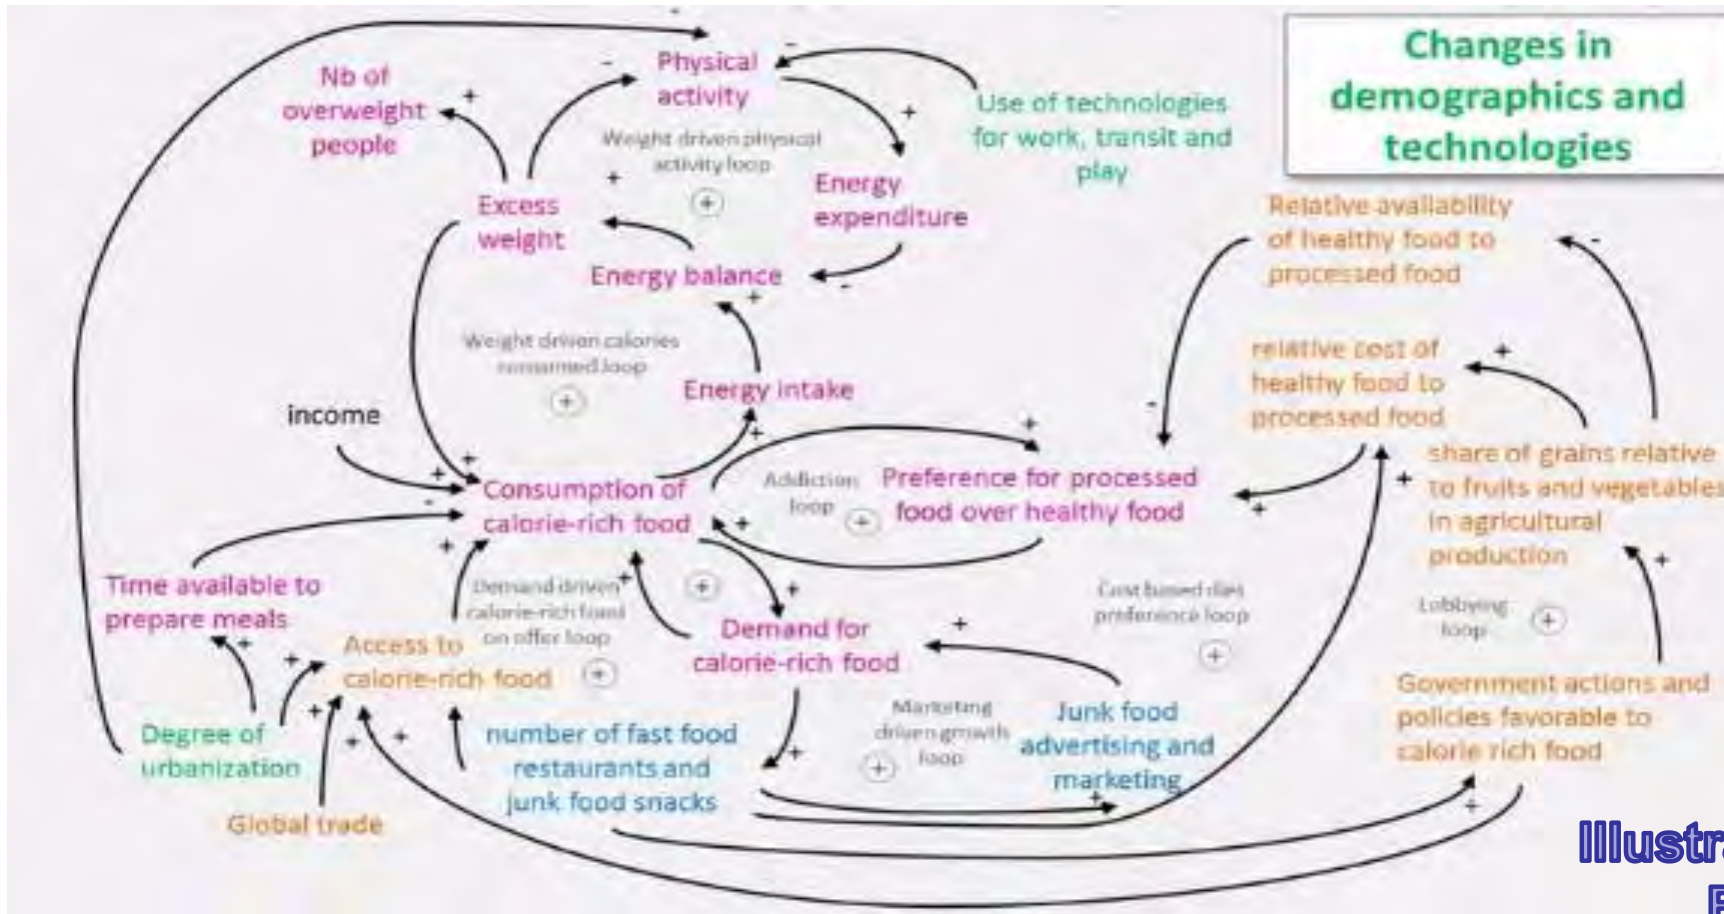 Changes in
demographics and
technologies
Physical
activity
Nb of
overweight
people
Use of technologies
for work, transit and
play
Weight driven physical
activity loop
Energy
expenditure
Excess
weight
Energy balance
Relative availability
of healthy food to
processed food
Weight driven calories
consumed loop
Energy intake
relative cost of
healthy food to
processed food
income
share of grains relative
to fruits and vegetables
in agricultural
production
Consumption of
calorie-rich food
Addiction
loop
Preference for processed
food over healthy food
Time available to
prepare meals
Demand driven
calorie-rich food
on offer loop
Cost based diet
preference loop
Lobbying
loop
Access to
calorie-rich food
Demand for
calorie-rich food
Government actions and
policies favorable to
calorie rich food
Degree of
urbanization
number of fast food
restaurants and
junk food snacks
Marketing
driven growth
loop
Junk food
advertising and
marketing
Global trade